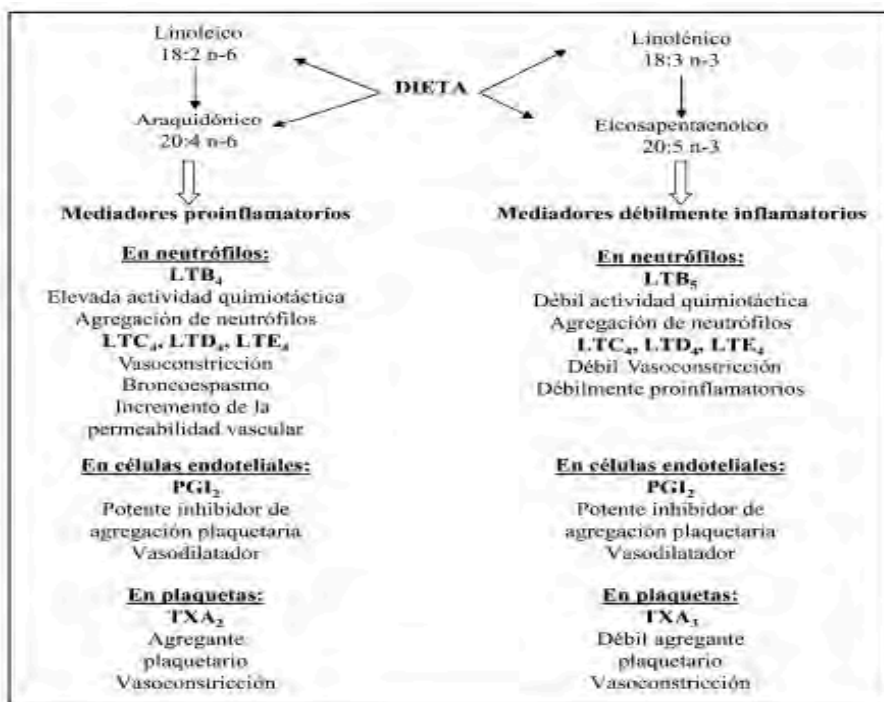 Linoleico
18:2 n-6
Araquidónico
20:4 n-6
DIETA
Linolénico
18:3 n-3
Eicosapentaenoico
20:5 n-3
Mediadores proinflamatorios
En neutrófilos:
LTB4
Elevada actividad quimiotáctica
Agregación de neutrófilos
LTC4, LTD4, LTE4
Vasoconstricción
Broncoespasmo
Incremento de la
permeabilidad vascular
En células endoteliales:
PGI2
Potente inhibidor de
agregación plaquetaria
Vasodilatador
En plaquetas:
TXA2
Agregante
plaquetario
Vasoconstricción
Mediadores débilmente inflamatorios
En neutrófilos:
LTB5
Débil actividad quimiotáctica
Agregación de neutrófilos
LTC4, LTD4, LTE4
Débil Vasoconstricción
Débilmente proinflamatorios
En células endoteliales:
PGI2
Potente inhibidor de
agregación plaquetaria
Vasodilatador
En plaquetas:
TXA3
Débil agregante
plaquetario
Vasoconstricción